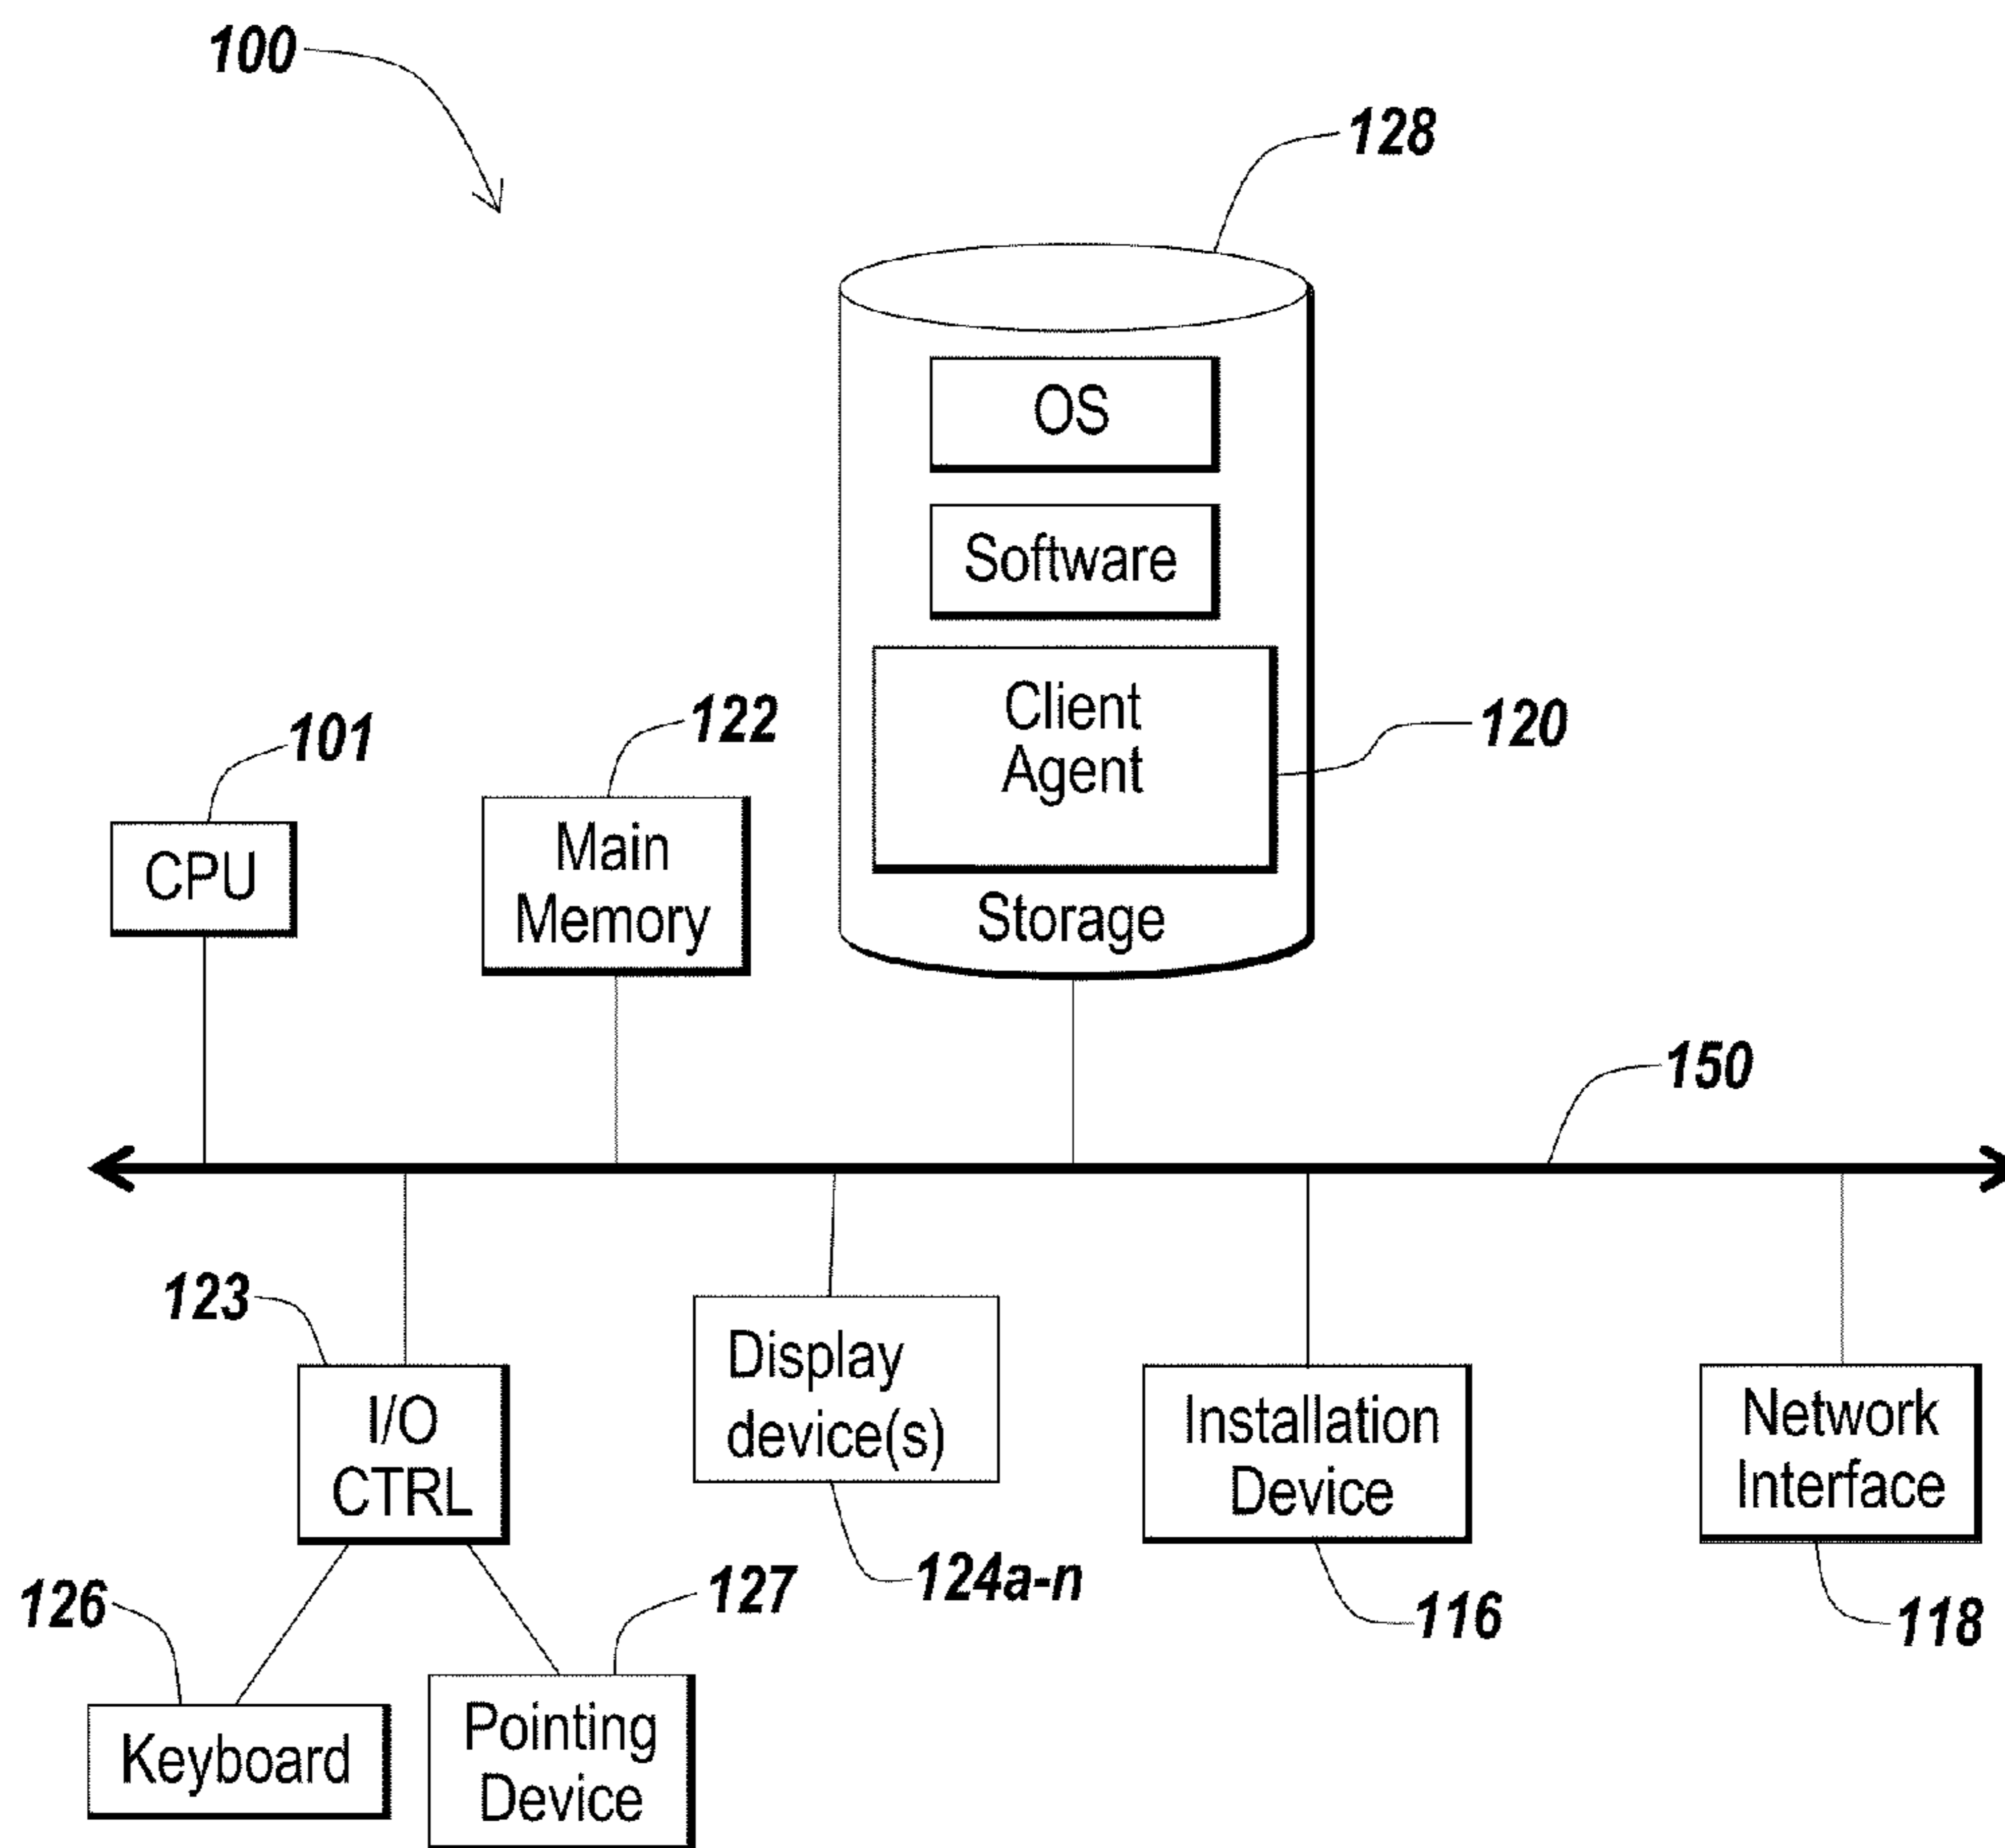 100
128
OS
Software
Client
Agent
120
Storage
101
CPU
122
Main
Memory
150
123
I/O
CTRL
Display
device(s)
124a-n
Installation
Device
116
Network
Interface
118
126
Keyboard
127
Pointing
Device